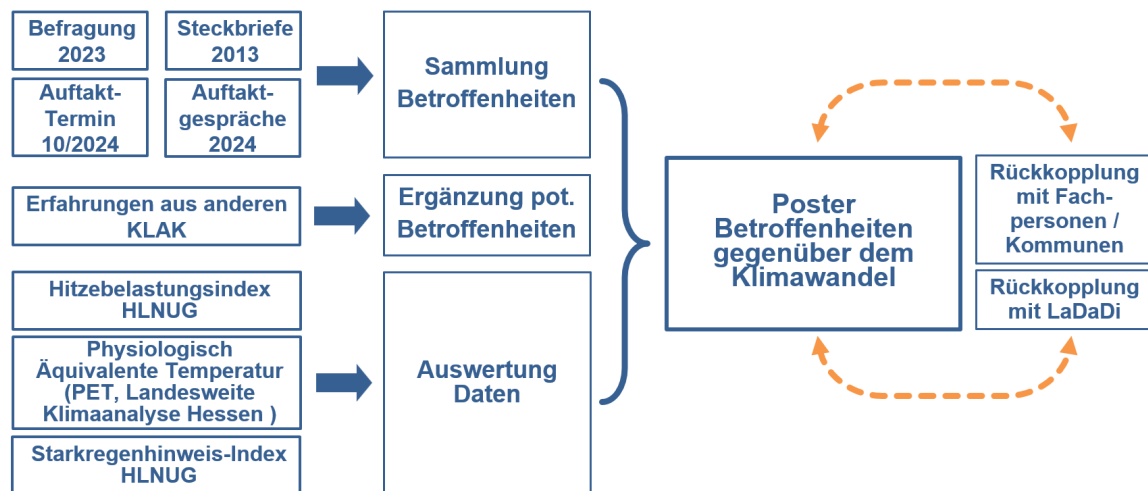 Befragung
2023
Steckbriefe
2013
Auftakt-
Termin
10/2024
Auftakt-
gespräche
2024
Sammlung
Betroffenheiten
Erfahrungen aus anderen
KLAK
Ergänzung pot.
Betroffenheiten
Hitzebelastungsindex
HLNUG
Physiologisch
Äquivalente Temperatur
(PET, Landesweite
Klimaanalyse Hessen )
Starkregenhinweis-Index
HLNUG
Auswertung
Daten
Poster
Betroffenheiten
gegenüber dem
Klimawandel
Rückkopplung
mit Fach-
personen /
Kommunen
Rückkopplung
mit LaDaDi